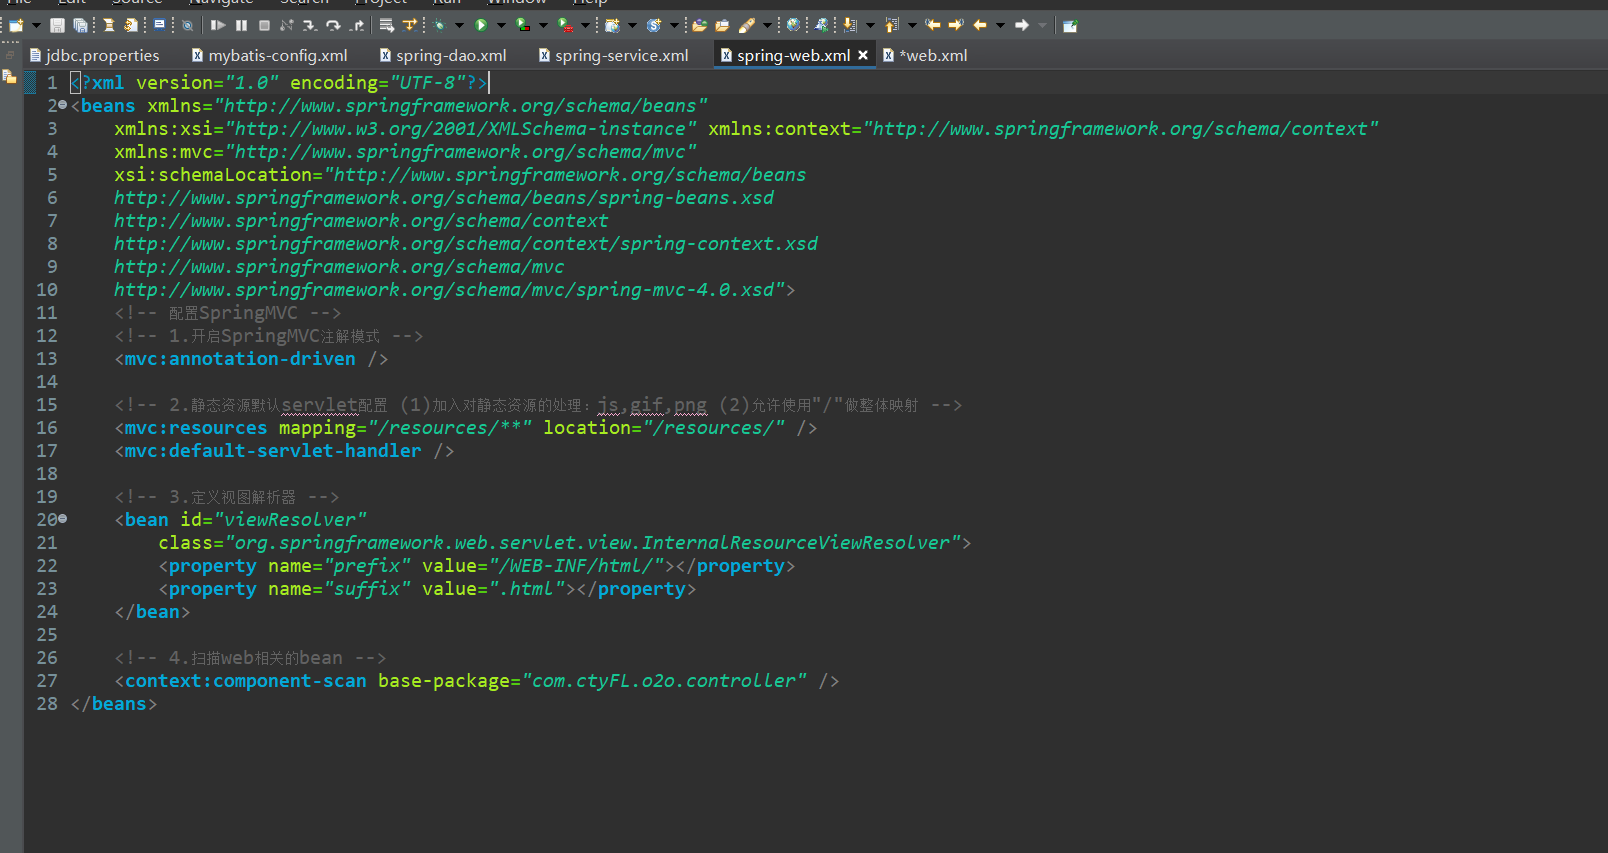 File Edit Source Navigate Search Project Run Window Help
jdbc.properties mybatis-config.xml spring-dao.xml spring-service.xml spring-web.xml *web.xml
1 <?xml version="1.0" encoding="UTF-8"?>
2 <beans xmlns="http://www.springframework.org/schema/beans"
3 xmlns:xsi="http://www.w3.org/2001/XMLSchema-instance" xmlns:context="http://www.springframework.org/schema/context"
4 xmlns:mvc="http://www.springframework.org/schema/mvc"
5 xsi:schemaLocation="http://www.springframework.org/schema/beans
6 http://www.springframework.org/schema/beans/spring-beans.xsd
7 http://www.springframework.org/schema/context
8 http://www.springframework.org/schema/context/spring-context.xsd
9 http://www.springframework.org/schema/mvc
10 http://www.springframework.org/schema/mvc/spring-mvc-4.0.xsd">
11 <!-- 配置SpringMVC -->
12 <!-- 1.开启SpringMVC注解模式 -->
13 <mvc:annotation-driven />
14
15 <!-- 2.静态资源默认servlet配置 (1)加入对静态资源的处理：js,gif,png (2)允许使用"/"做整体映射 -->
16 <mvc:resources mapping="/resources/**" location="/resources/" />
17 <mvc:default-servlet-handler />
18
19 <!-- 3.定义视图解析器 -->
20 <bean id="viewResolver"
21 class="org.springframework.web.servlet.view.InternalResourceViewResolver">
22 <property name="prefix" value="/WEB-INF/html/"></property>
23 <property name="suffix" value=".html"></property>
24 </bean>
25
26 <!-- 4.扫描web相关的bean -->
27 <context:component-scan base-package="com.ctyFL.o2o.controller" />
28 </beans>